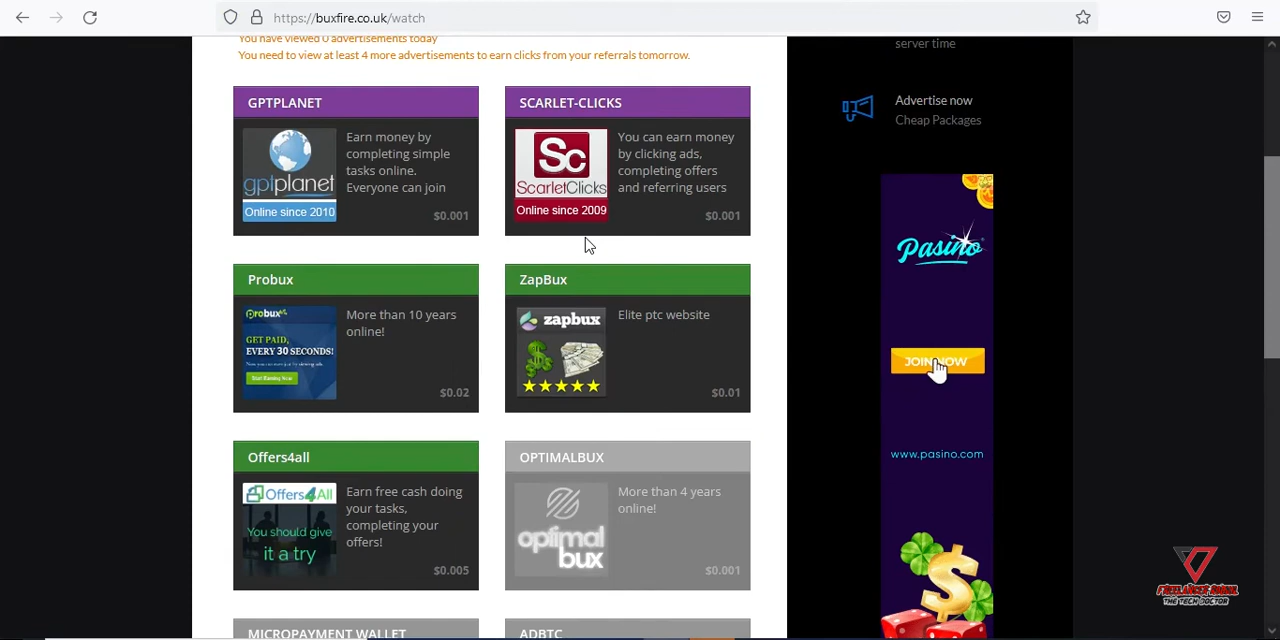 https://buxfire.co.uk/watch
You have viewed 0 advertisements today
You need to view at least 4 more advertisements to earn clicks from your referrals tomorrow.
server time
Advertise now
Cheap Packages
GPTPLANET
gptplanet
Online since 2010
Earn money by
completing simple
tasks online.
Everyone can join
$0.001
SCARLET-CLICKS
Sc
ScarletClicks
Online since 2009
You can earn money
by clicking ads,
completing offers
and referring users
$0.001
Pasino
JOIN NOW
www.pasino.com
Probux
probux
GET PAID,
EVERY 30 SECONDS!
Start Earning Now
More than 10 years
online!
$0.02
ZapBux
zapbux
Elite ptc website
$0.01
Offers4all
Offers4All
You should give
it a try
Earn free cash doing
your tasks,
completing your
offers!
$0.005
OPTIMALBUX
optimal
bux
More than 4 years
online!
$0.001
MICROPAYMENT WALLET
ADBTC
THE TECH DOCTOR